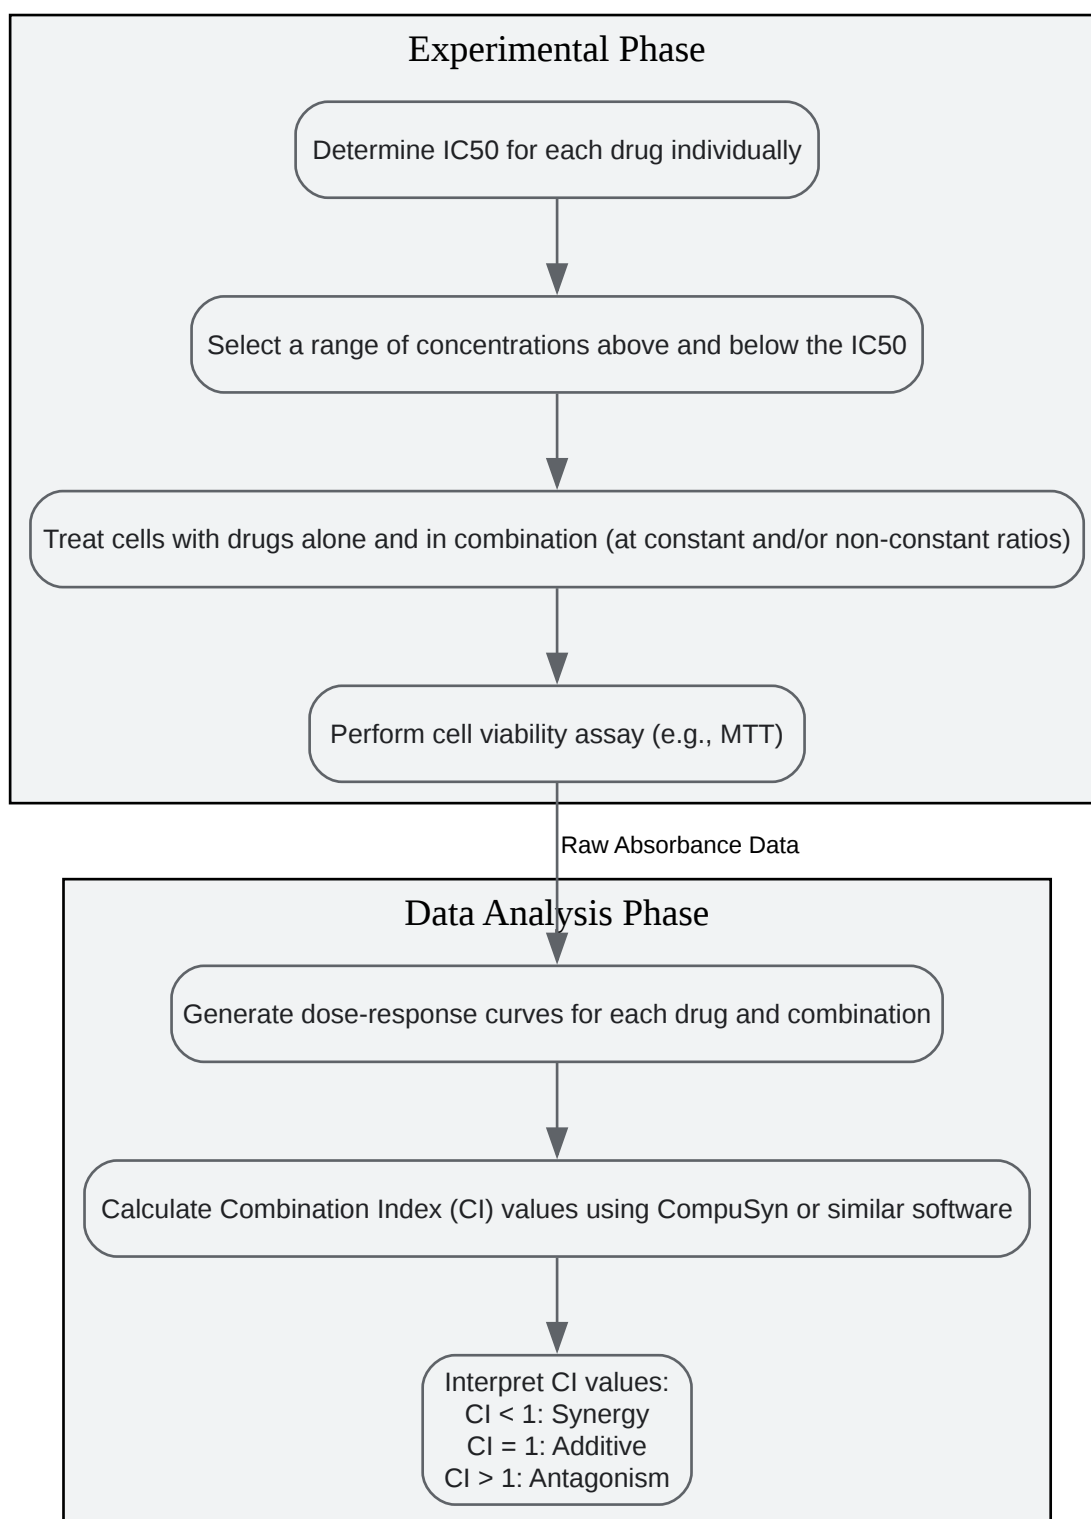 Experimental Phase
Determine IC50 for each drug individually
Select a range of concentrations above and below the IC50
Treat cells with drugs alone and in combination (at constant and/or non-constant ratios)
Perform cell viability assay (e.g., MTT)
Raw Absorbance Data
Data Analysis Phase
Generate dose-response curves for each drug and combination
Calculate Combination Index (CI) values using CompuSyn or similar software
Interpret CI values:
CI < 1: Synergy
CI = 1: Additive
CI > 1: Antagonism